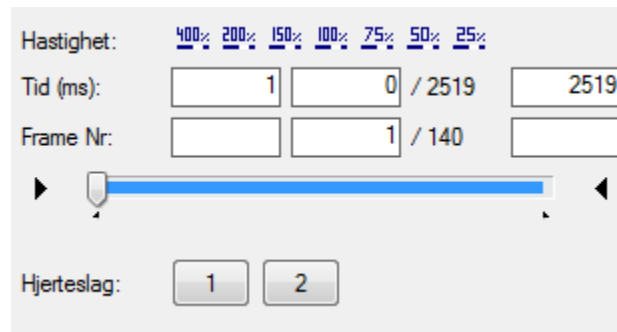 Hastighet: 400% 200% 150% 100% 75% 50% 25%
Tid (ms): 1 0 / 2519 2519
Frame Nr: 1 / 140
Hjerteslag: 1 2